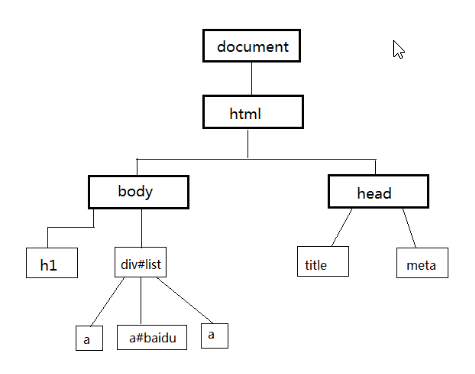 document
html
body
head
h1
div#list
title
meta
a
a#baidu
a